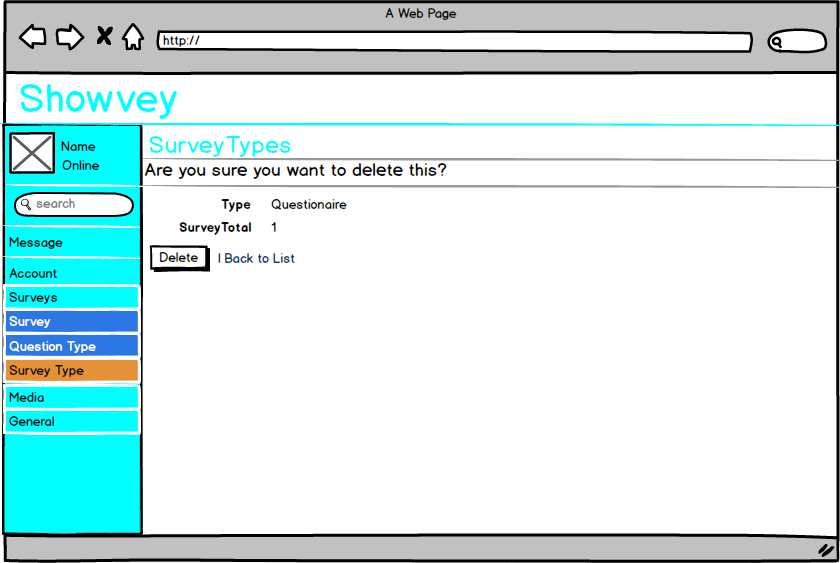 A Web Page
http://
Showvey
Name
Online
search
Message
Account
Surveys
Survey
Question Type
Survey Type
Media
General
SurveyTypes
Are you sure you want to delete this?
Type Questionaire
SurveyTotal 1
Delete | Back to List